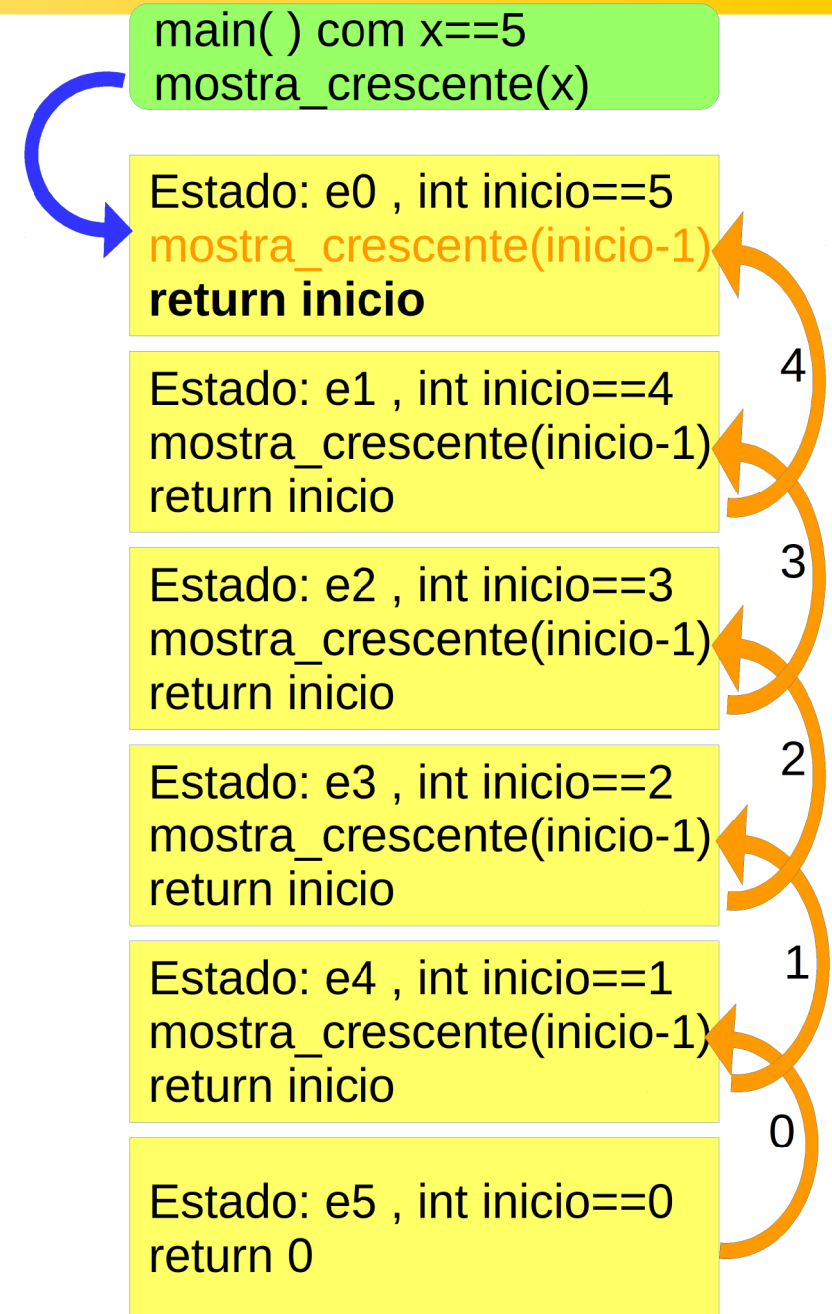 main( ) com x==5
mostra_crescente(x)
Estado: e0 , int inicio==5
mostra_crescente(inicio-1)
return inicio
4
Estado: e1 , int inicio==4
mostra_crescente(inicio-1)
return inicio
3
Estado: e2 , int inicio==3
mostra_crescente(inicio-1)
return inicio
2
Estado: e3 , int inicio==2
mostra_crescente(inicio-1)
return inicio
1
Estado: e4 , int inicio==1
mostra_crescente(inicio-1)
return inicio
0
Estado: e5 , int inicio==0
return 0